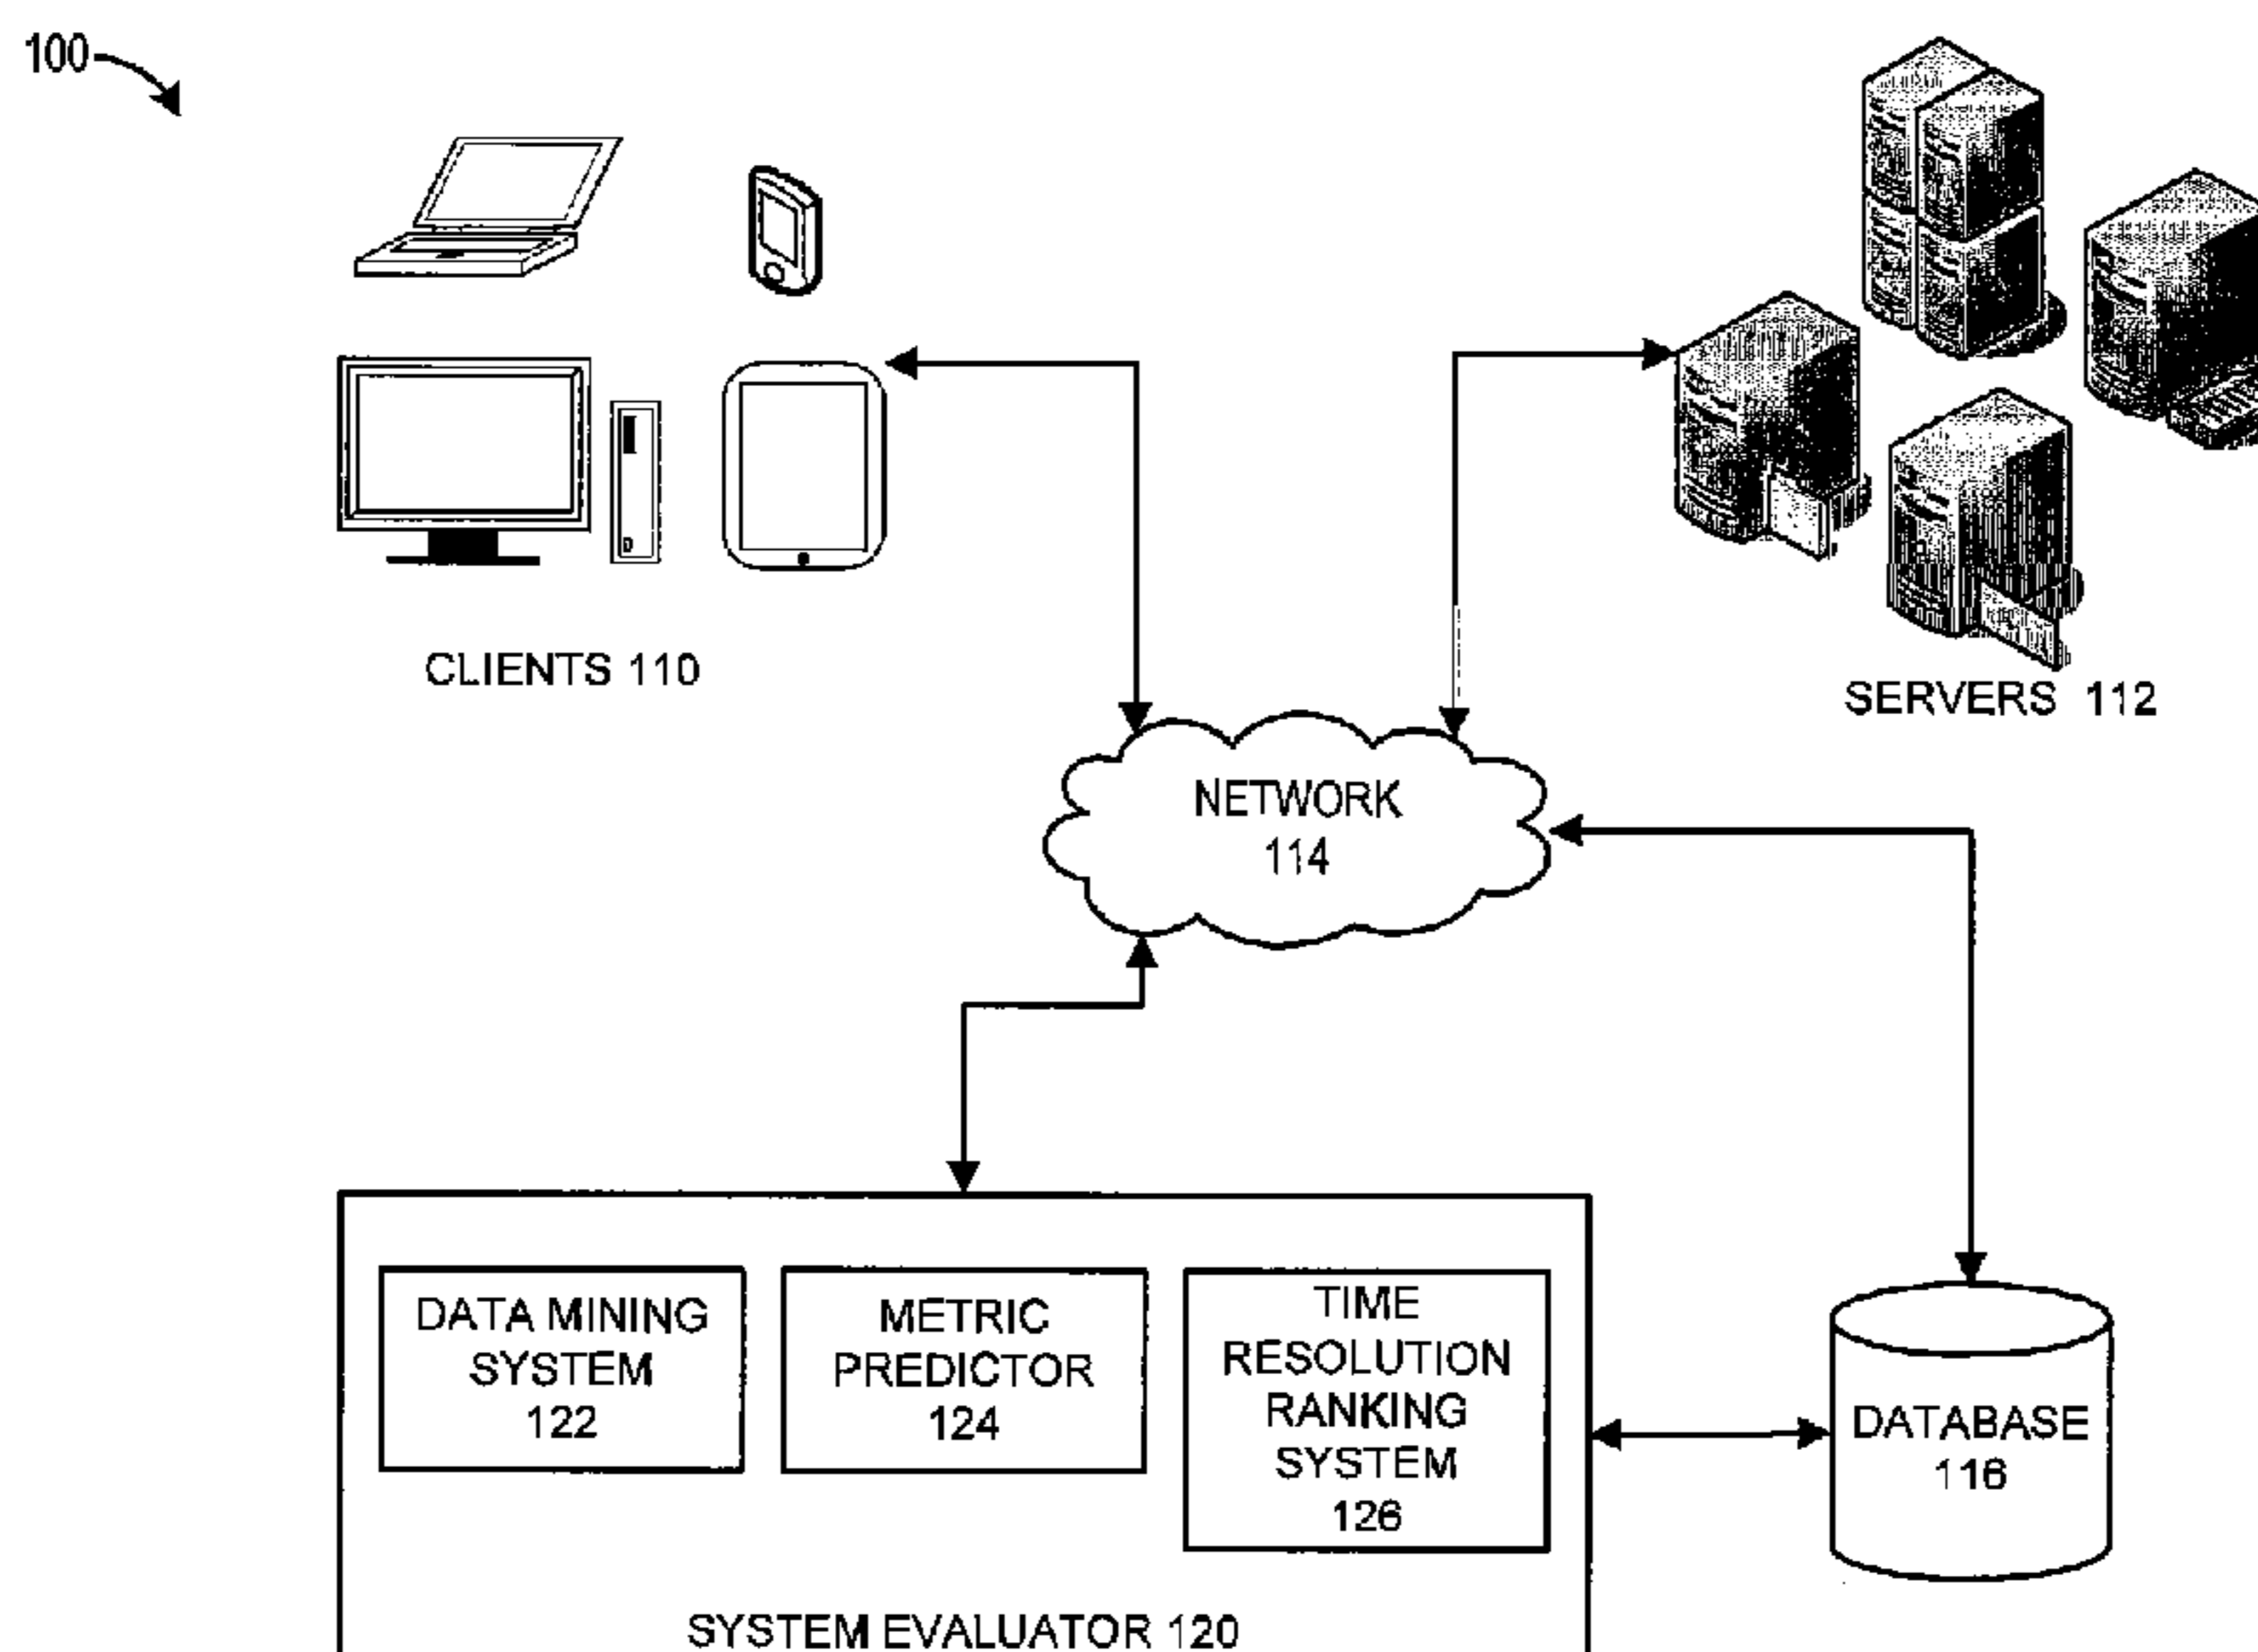 100
CLIENTS 110
SERVERS 112
NETWORK
114
DATA MINING
SYSTEM
122
METRIC
PREDICTOR
124
TIME
RESOLUTION
RANKING
SYSTEM
126
DATABASE
116
SYSTEM EVALUATOR 120